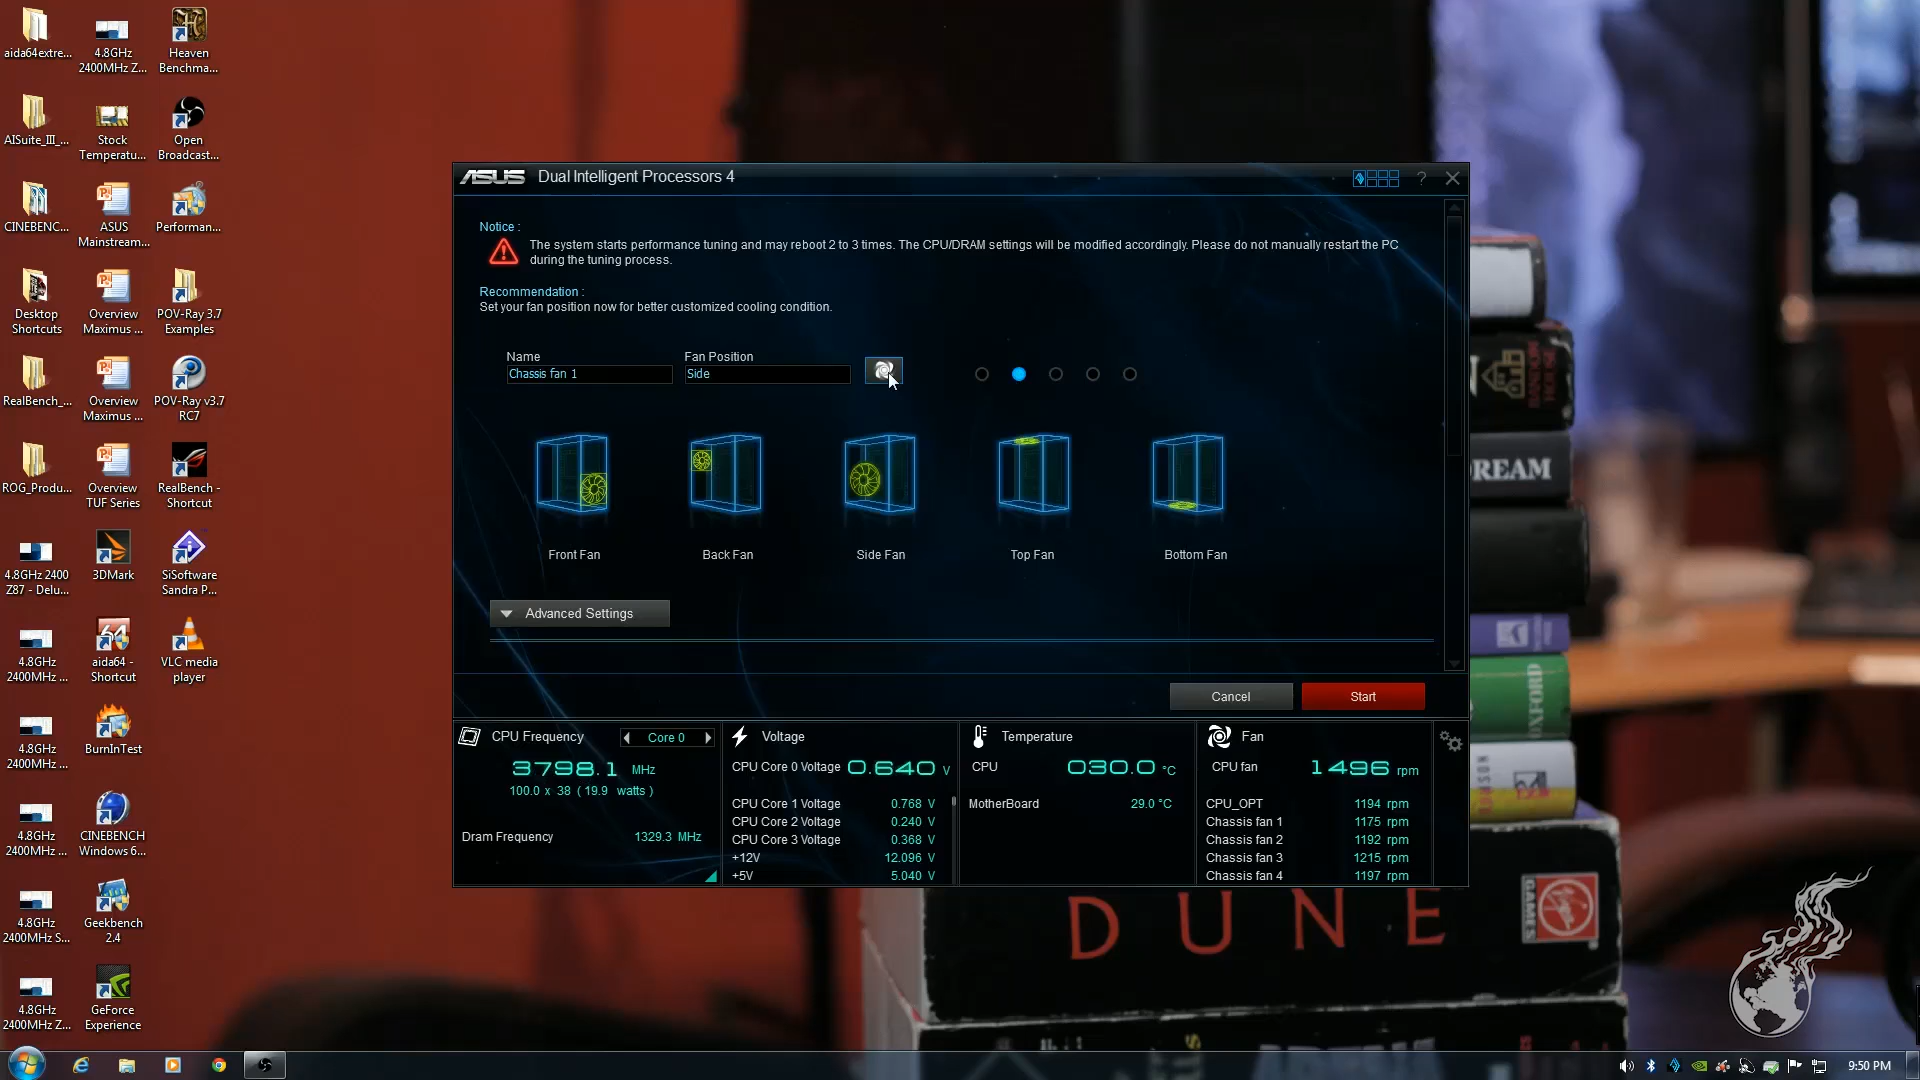 aida64extre...
4.8GHz
2400MHz Z...
Heaven
Benchma...
AISuite_III_...
Stock
Temperatu...
Open
Broadcast...
CINEBENC...
ASUS
Mainstream...
Performan...
Desktop
Shortcuts
Overview
Maximus ...
POV-Ray 3.7
Examples
RealBench_...
Overview
Maximus ...
POV-Ray v3.7
RC7
ROG_Produ...
Overview
TUF Series
RealBench -
Shortcut
4.8GHz 2400
Z87 - Delu...
3DMark
SiSoftware
Sandra P...
4.8GHz
2400MHz ...
64
aida64 -
Shortcut
VLC media
player
4.8GHz
2400MHz ...
BurnInTest
4.8GHz
2400MHz ...
CINEBENCH
Windows 6...
4.8GHz
2400MHz S...
Geekbench
2.4
4.8GHz
2400MHz Z...
GeForce
Experience
ASUS Dual Intelligent Processors 4
?
Notice :
The system starts performance tuning and may reboot 2 to 3 times. The CPU/DRAM settings will be modified accordingly. Please do not manually restart the PC
during the tuning process.
Recommendation :
Set your fan position now for better customized cooling condition.
Name
Fan Position
Chassis fan 1
Side
Front Fan
Back Fan
Side Fan
Top Fan
Bottom Fan
Advanced Settings
Cancel
Start
CPU Frequency
Core 0
3798.1 MHz
100.0 x 38 ( 19.9 watts )
Dram Frequency 1329.3 MHz
Voltage
CPU Core 0 Voltage 0.640 V
CPU Core 1 Voltage 0.768 V
CPU Core 2 Voltage 0.240 V
CPU Core 3 Voltage 0.368 V
+12V 12.096 V
+5V 5.040 V
Temperature
CPU 030.0 °C
MotherBoard 29.0 °C
Fan
CPU fan 1496 rpm
CPU_OPT 1194 rpm
Chassis fan 1 1175 rpm
Chassis fan 2 1192 rpm
Chassis fan 3 1215 rpm
Chassis fan 4 1197 rpm
RANDOM
HOUSE
REAM
OXFORD
DUNE
GAMES
9:50 PM